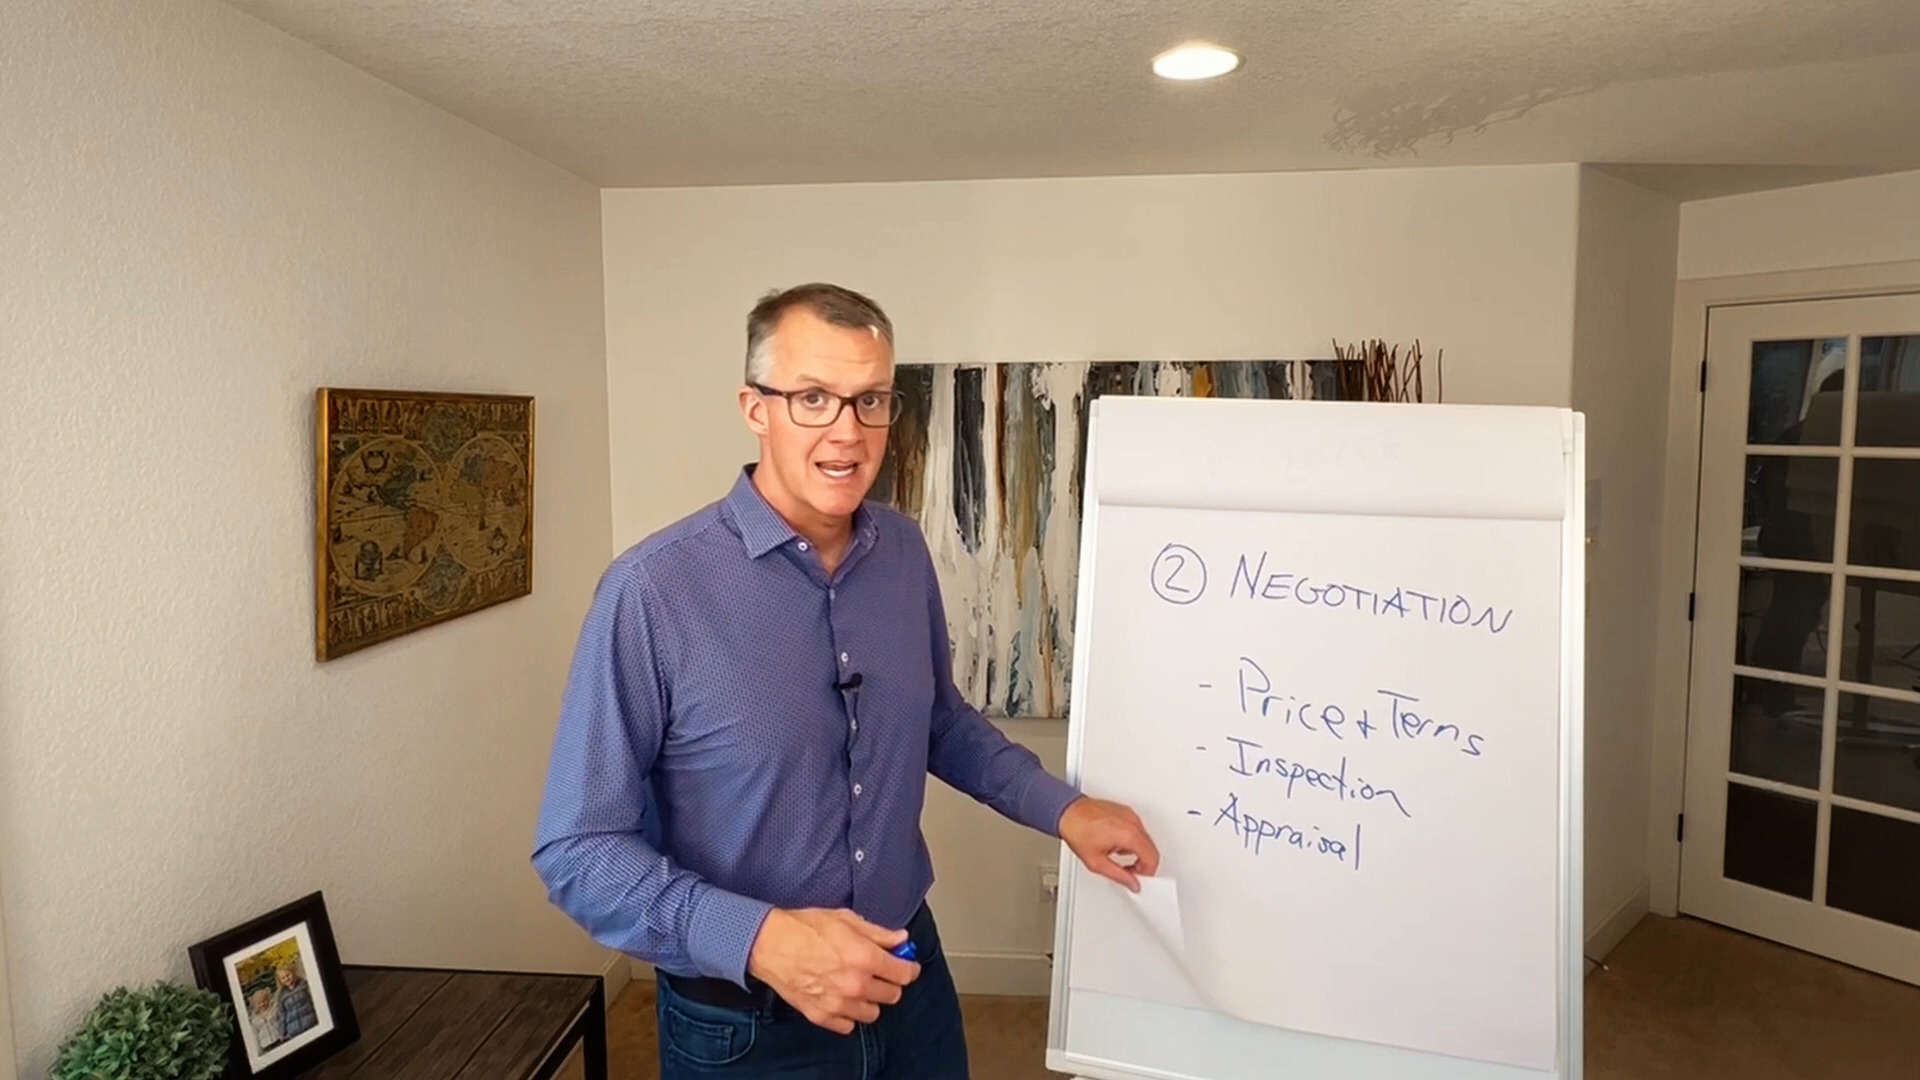 ② NEGOTIATION
- Price & Terms
- Inspection
- Appraisal